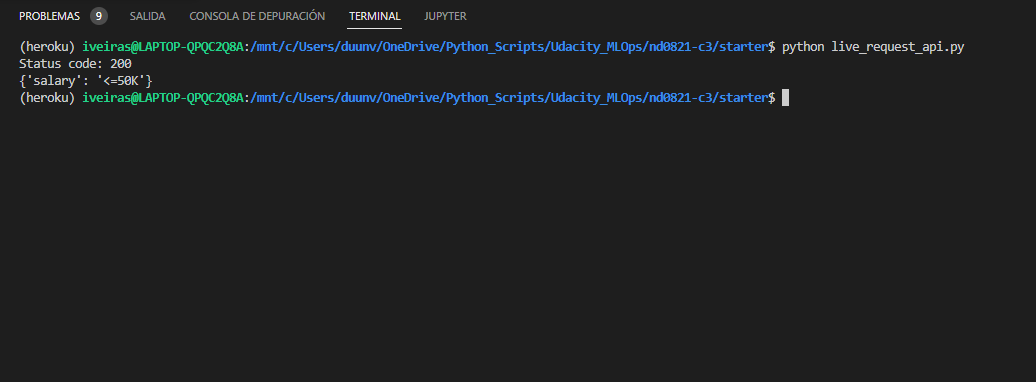 PROBLEMAS 9 SALIDA CONSOLA DE DEPURACIÓN TERMINAL JUPYTER
(heroku) iveiras@LAPTOP-QPQC2Q8A:/mnt/c/Users/duunv/OneDrive/Python_Scripts/Udacity_MLOps/nd0821-c3/starter$ python live_request_api.py
Status code: 200
{'salary': '<=50K'}
(heroku) iveiras@LAPTOP-QPQC2Q8A:/mnt/c/Users/duunv/OneDrive/Python_Scripts/Udacity_MLOps/nd0821-c3/starter$